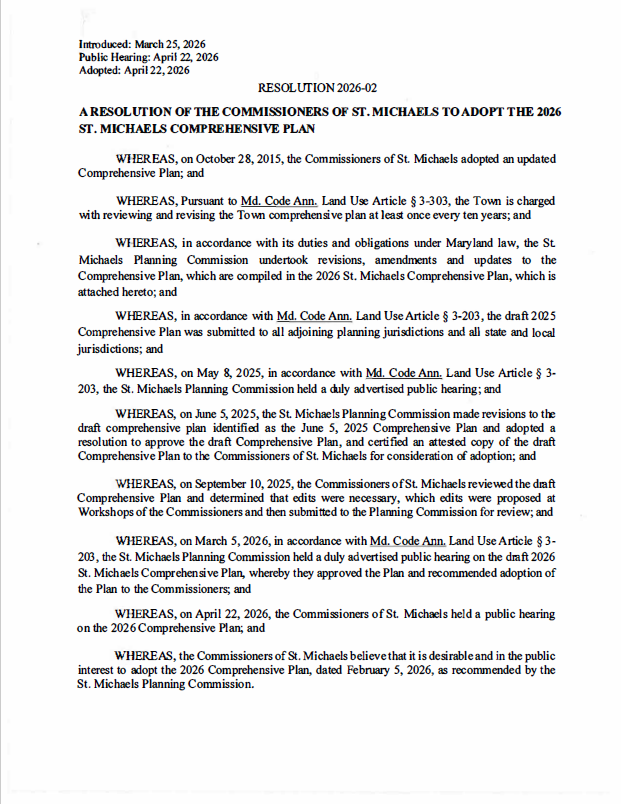 Introduced: March 25, 2026
Public Hearing: April 22, 2026
Adopted: April 22, 2026
RESOLUTION 2026-02
A RESOLUTION OF THE COMMISSIONERS OF ST. MICHAELS TO ADOPT THE 2026
ST. MICHAELS COMPREHENSIVE PLAN
WHEREAS, on October 28, 2015, the Commissioners of St. Michaels adopted an updated
Comprehensive Plan; and
WHEREAS, Pursuant to Md. Code Ann. Land Use Article § 3-303, the Town is charged
with reviewing and revising the Town comprehensive plan at least once every ten years; and
WHEREAS, in accordance with its duties and obligations under Maryland law, the St.
Michaels Planning Commission undertook revisions, amendments and updates to the
Comprehensive Plan, which are compiled in the 2026 St. Michaels Comprehensive Plan, which is
attached hereto; and
WHEREAS, in accordance with Md. Code Ann. Land Use Article § 3-203, the draft 2025
Comprehensive Plan was submitted to all adjoining planning jurisdictions and all state and local
jurisdictions; and
WHEREAS, on May 8, 2025, in accordance with Md. Code Ann. Land Use Article § 3-
203, the St. Michaels Planning Commission held a duly advertised public hearing; and
WHEREAS, on June 5, 2025, the St. Michaels Planning Commission made revisions to the
draft comprehensive plan identified as the June 5, 2025 Comprehensive Plan and adopted a
resolution to approve the draft Comprehensive Plan, and certified an attested copy of the draft
Comprehensive Plan to the Commissioners of St. Michaels for consideration of adoption; and
WHEREAS, on September 10, 2025, the Commissioners of St. Michaels reviewed the draft
Comprehensive Plan and determined that edits were necessary, which edits were proposed at
Workshops of the Commissioners and then submitted to the Planning Commission for review; and
WHEREAS, on March 5, 2026, in accordance with Md. Code Ann. Land Use Article § 3-
203, the St. Michaels Planning Commission held a duly advertised public hearing on the draft 2026
St. Michaels Comprehensive Plan, whereby they approved the Plan and recommended adoption of
the Plan to the Commissioners; and
WHEREAS, on April 22, 2026, the Commissioners of St. Michaels held a public hearing
on the 2026 Comprehensive Plan; and
WHEREAS, the Commissioners of St. Michaels believe that it is desirable and in the public
interest to adopt the 2026 Comprehensive Plan, dated February 5, 2026, as recommended by the
St. Michaels Planning Commission.